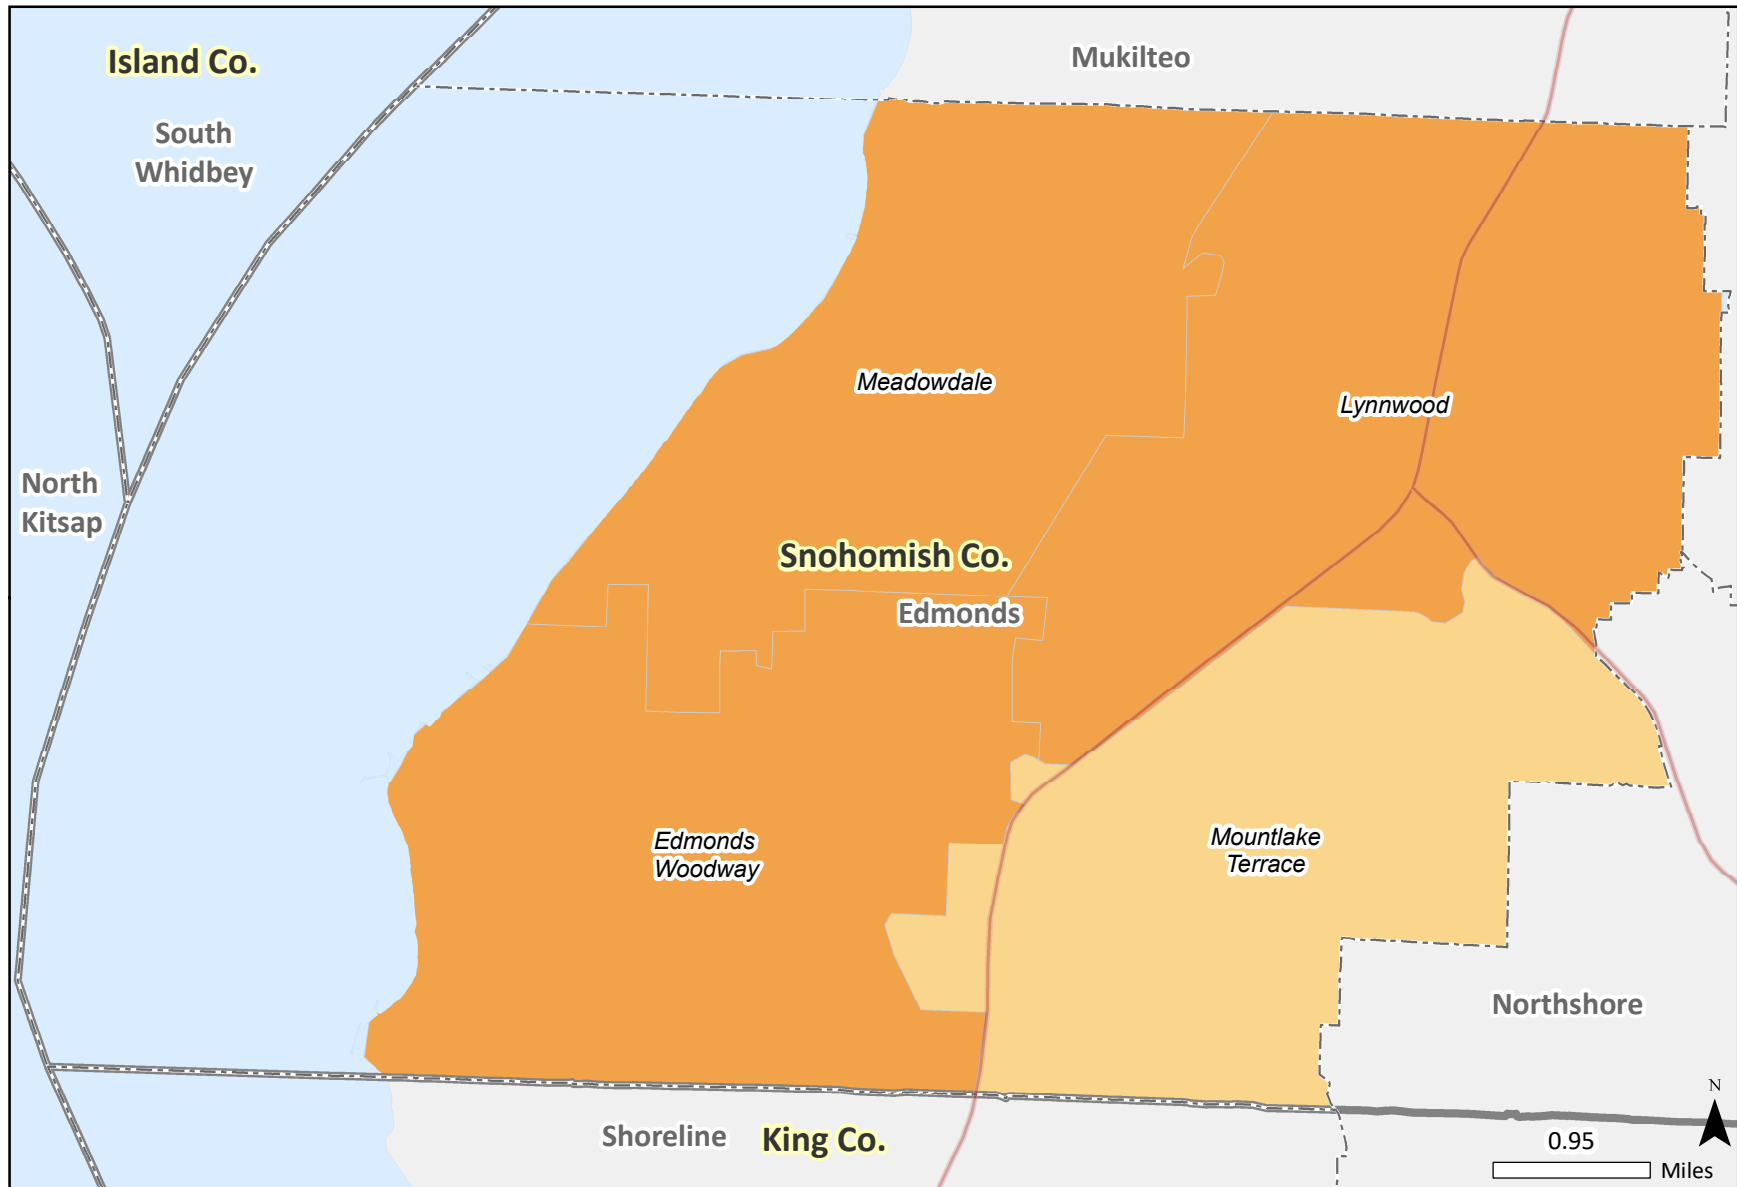 Island Co.
Mukilteo
South
Whidbey
Meadowdale
Lynnwood
North
Kitsap
Snohomish Co.
Edmonds
Edmonds
Woodway
Mountlake
Terrace
Northshore
N
Shoreline
King Co.
0.95
Miles